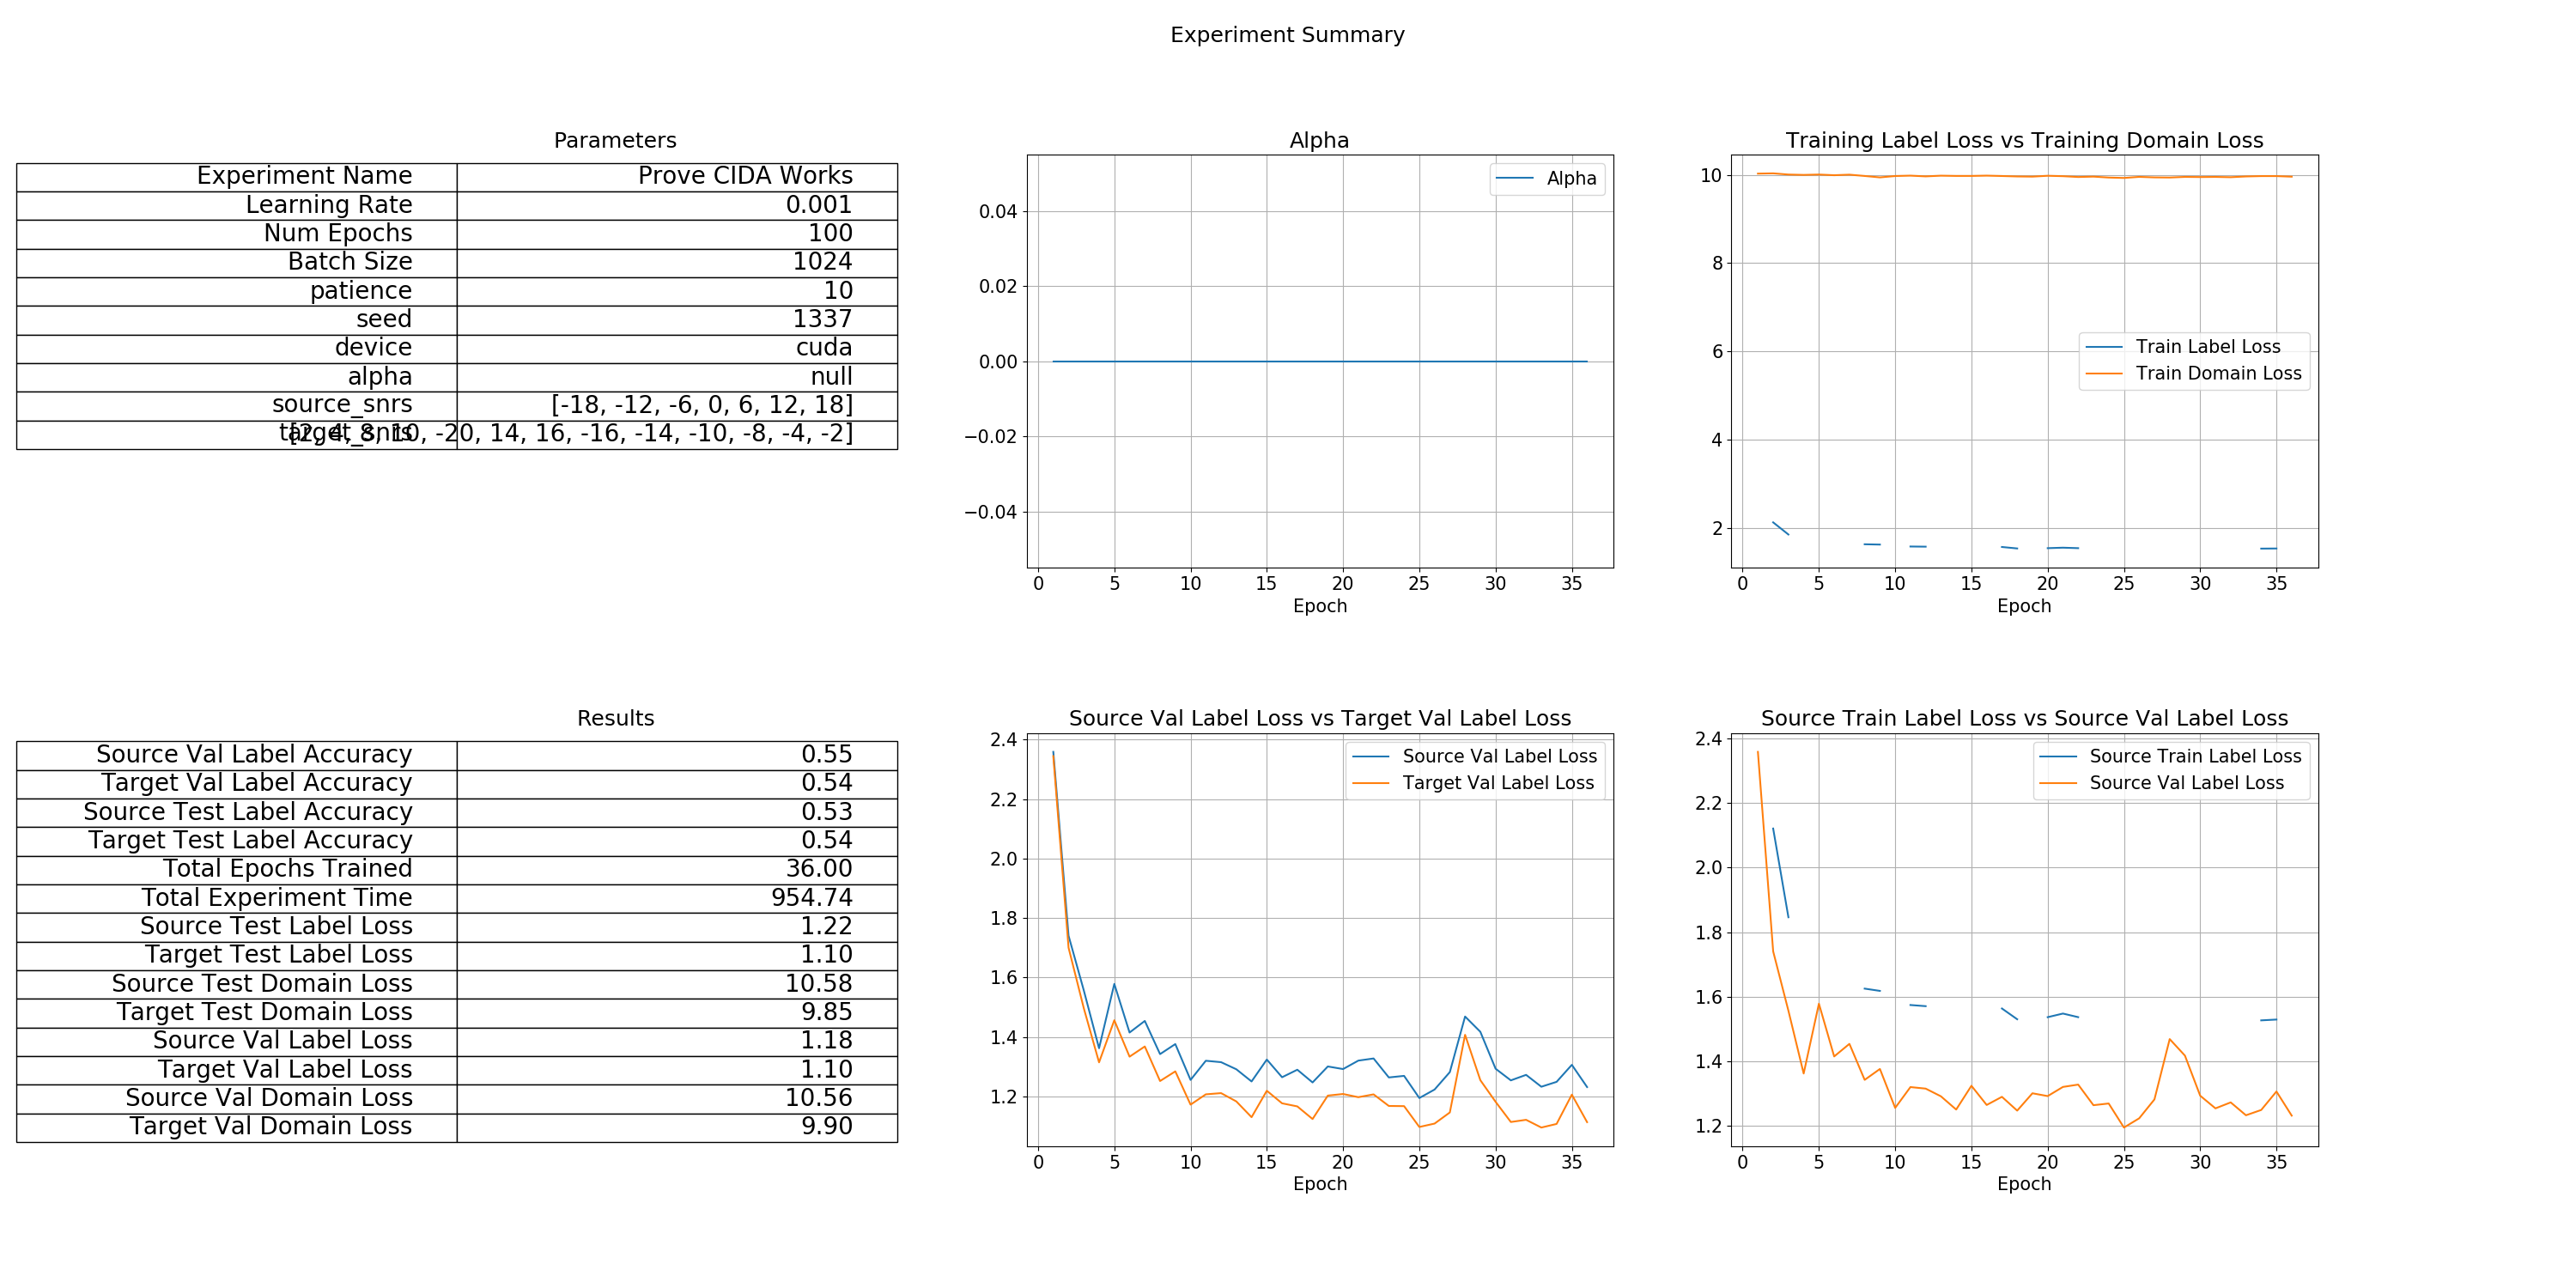 Experiment Summary
Parameters
Experiment Name Prove CIDA Works
Learning Rate 0.001
Num Epochs 100
Batch Size 1024
patience 10
seed 1337
device cuda
alpha null
source_snrs [-18, -12, -6, 0, 6, 12, 18]
target_snrs [2, 4, 8, 10, -20, 14, 16, -16, -14, -10, -8, -4, -2]
Alpha
Alpha
0.04
0.02
0.00
−0.02
−0.04
0 5 10 15 20 25 30 35
Epoch
Training Label Loss vs Training Domain Loss
10
8
6
4
2
Train Label Loss
Train Domain Loss
0 5 10 15 20 25 30 35
Epoch
Results
Source Val Label Accuracy 0.55
Target Val Label Accuracy 0.54
Source Test Label Accuracy 0.53
Target Test Label Accuracy 0.54
Total Epochs Trained 36.00
Total Experiment Time 954.74
Source Test Label Loss 1.22
Target Test Label Loss 1.10
Source Test Domain Loss 10.58
Target Test Domain Loss 9.85
Source Val Label Loss 1.18
Target Val Label Loss 1.10
Source Val Domain Loss 10.56
Target Val Domain Loss 9.90
Source Val Label Loss vs Target Val Label Loss
Source Val Label Loss
Target Val Label Loss
2.4
2.2
2.0
1.8
1.6
1.4
1.2
0 5 10 15 20 25 30 35
Epoch
Source Train Label Loss vs Source Val Label Loss
Source Train Label Loss
Source Val Label Loss
2.4
2.2
2.0
1.8
1.6
1.4
1.2
0 5 10 15 20 25 30 35
Epoch